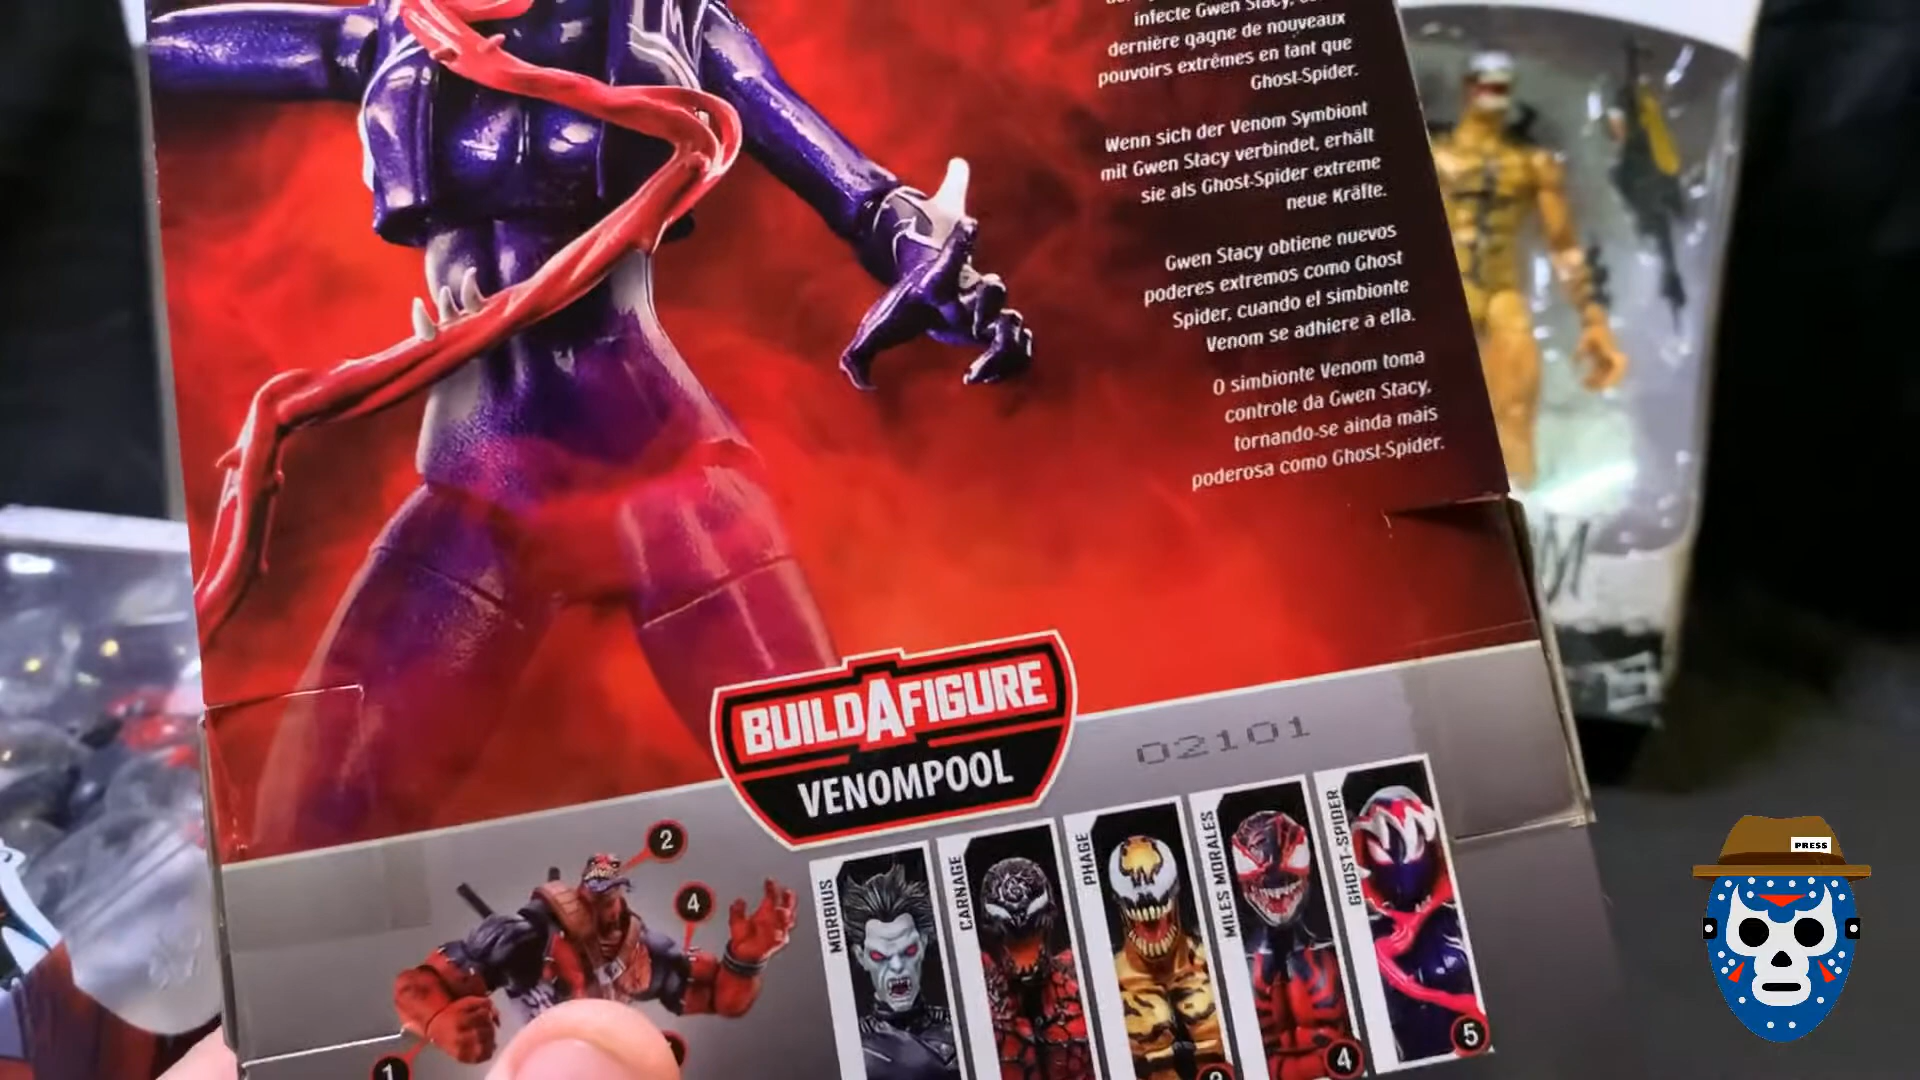 infecte Gwen Stacy,
dernière gagne de nouveaux
pouvoirs extrêmes en tant que
Ghost-Spider.
Wenn sich der Venom Symbiont
mit Gwen Stacy verbindet, erhält
sie als Ghost-Spider extreme
neue Kräfte.
Gwen Stacy obtiene nuevos
poderes extremos como Ghost
Spider, cuando el simbionte
Venom se adhiere a ella.
O simbionte Venom toma
controle da Gwen Stacy,
tornando-se ainda mais
poderosa como Ghost-Spider.
BUILDAFIGURE
VENOMPOOL
02101
2
4
1
MORBIUS
CARNAGE
PHAGE
MILES MORALES
4
GHOST-SPIDER
5
PRESS